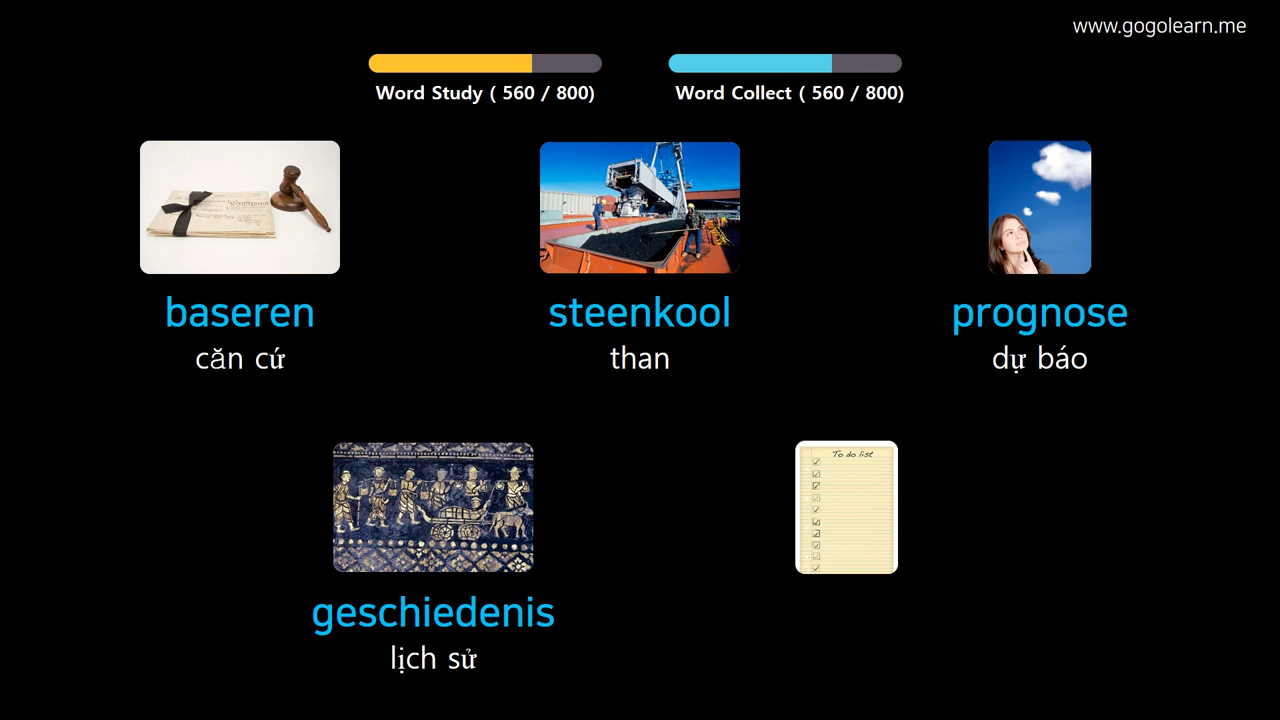 www.gogolearn.me
Word Study ( 560 / 800)
Word Collect ( 560 / 800)
baseren
căn cứ
steenkool
than
prognose
dự báo
To do list
geschiedenis
lịch sử